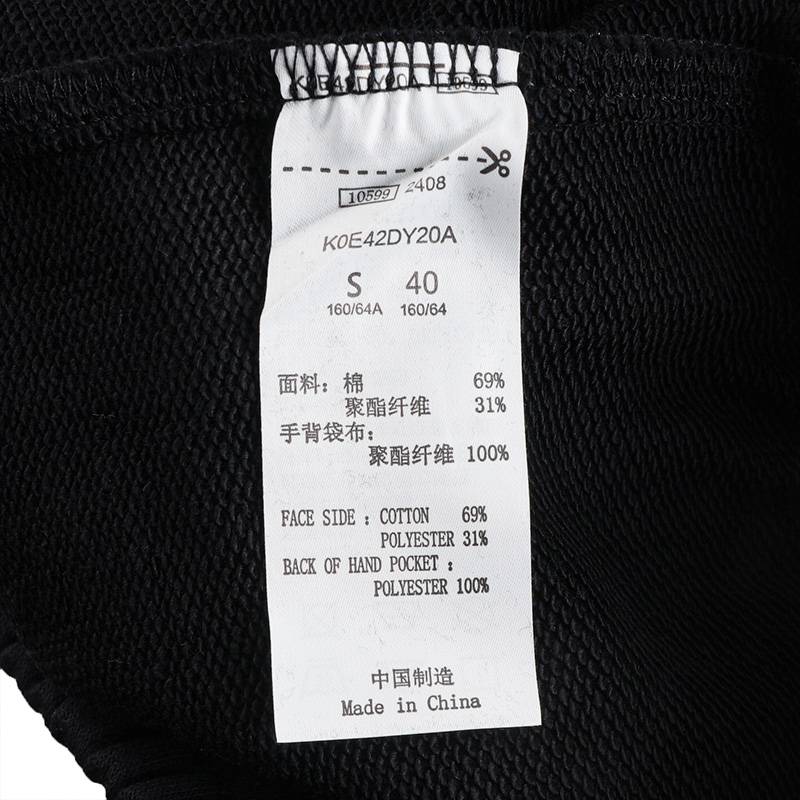 K0E42DY20A 10599
10599 2408
K0E42DY20A
S 40
160/64A 160/64
面料：棉 69%
聚酯纤维 31%
手背袋布：
聚酯纤维 100%
FACE SIDE : COTTON 69%
POLYESTER 31%
BACK OF HAND POCKET :
POLYESTER 100%
中国制造
Made in China